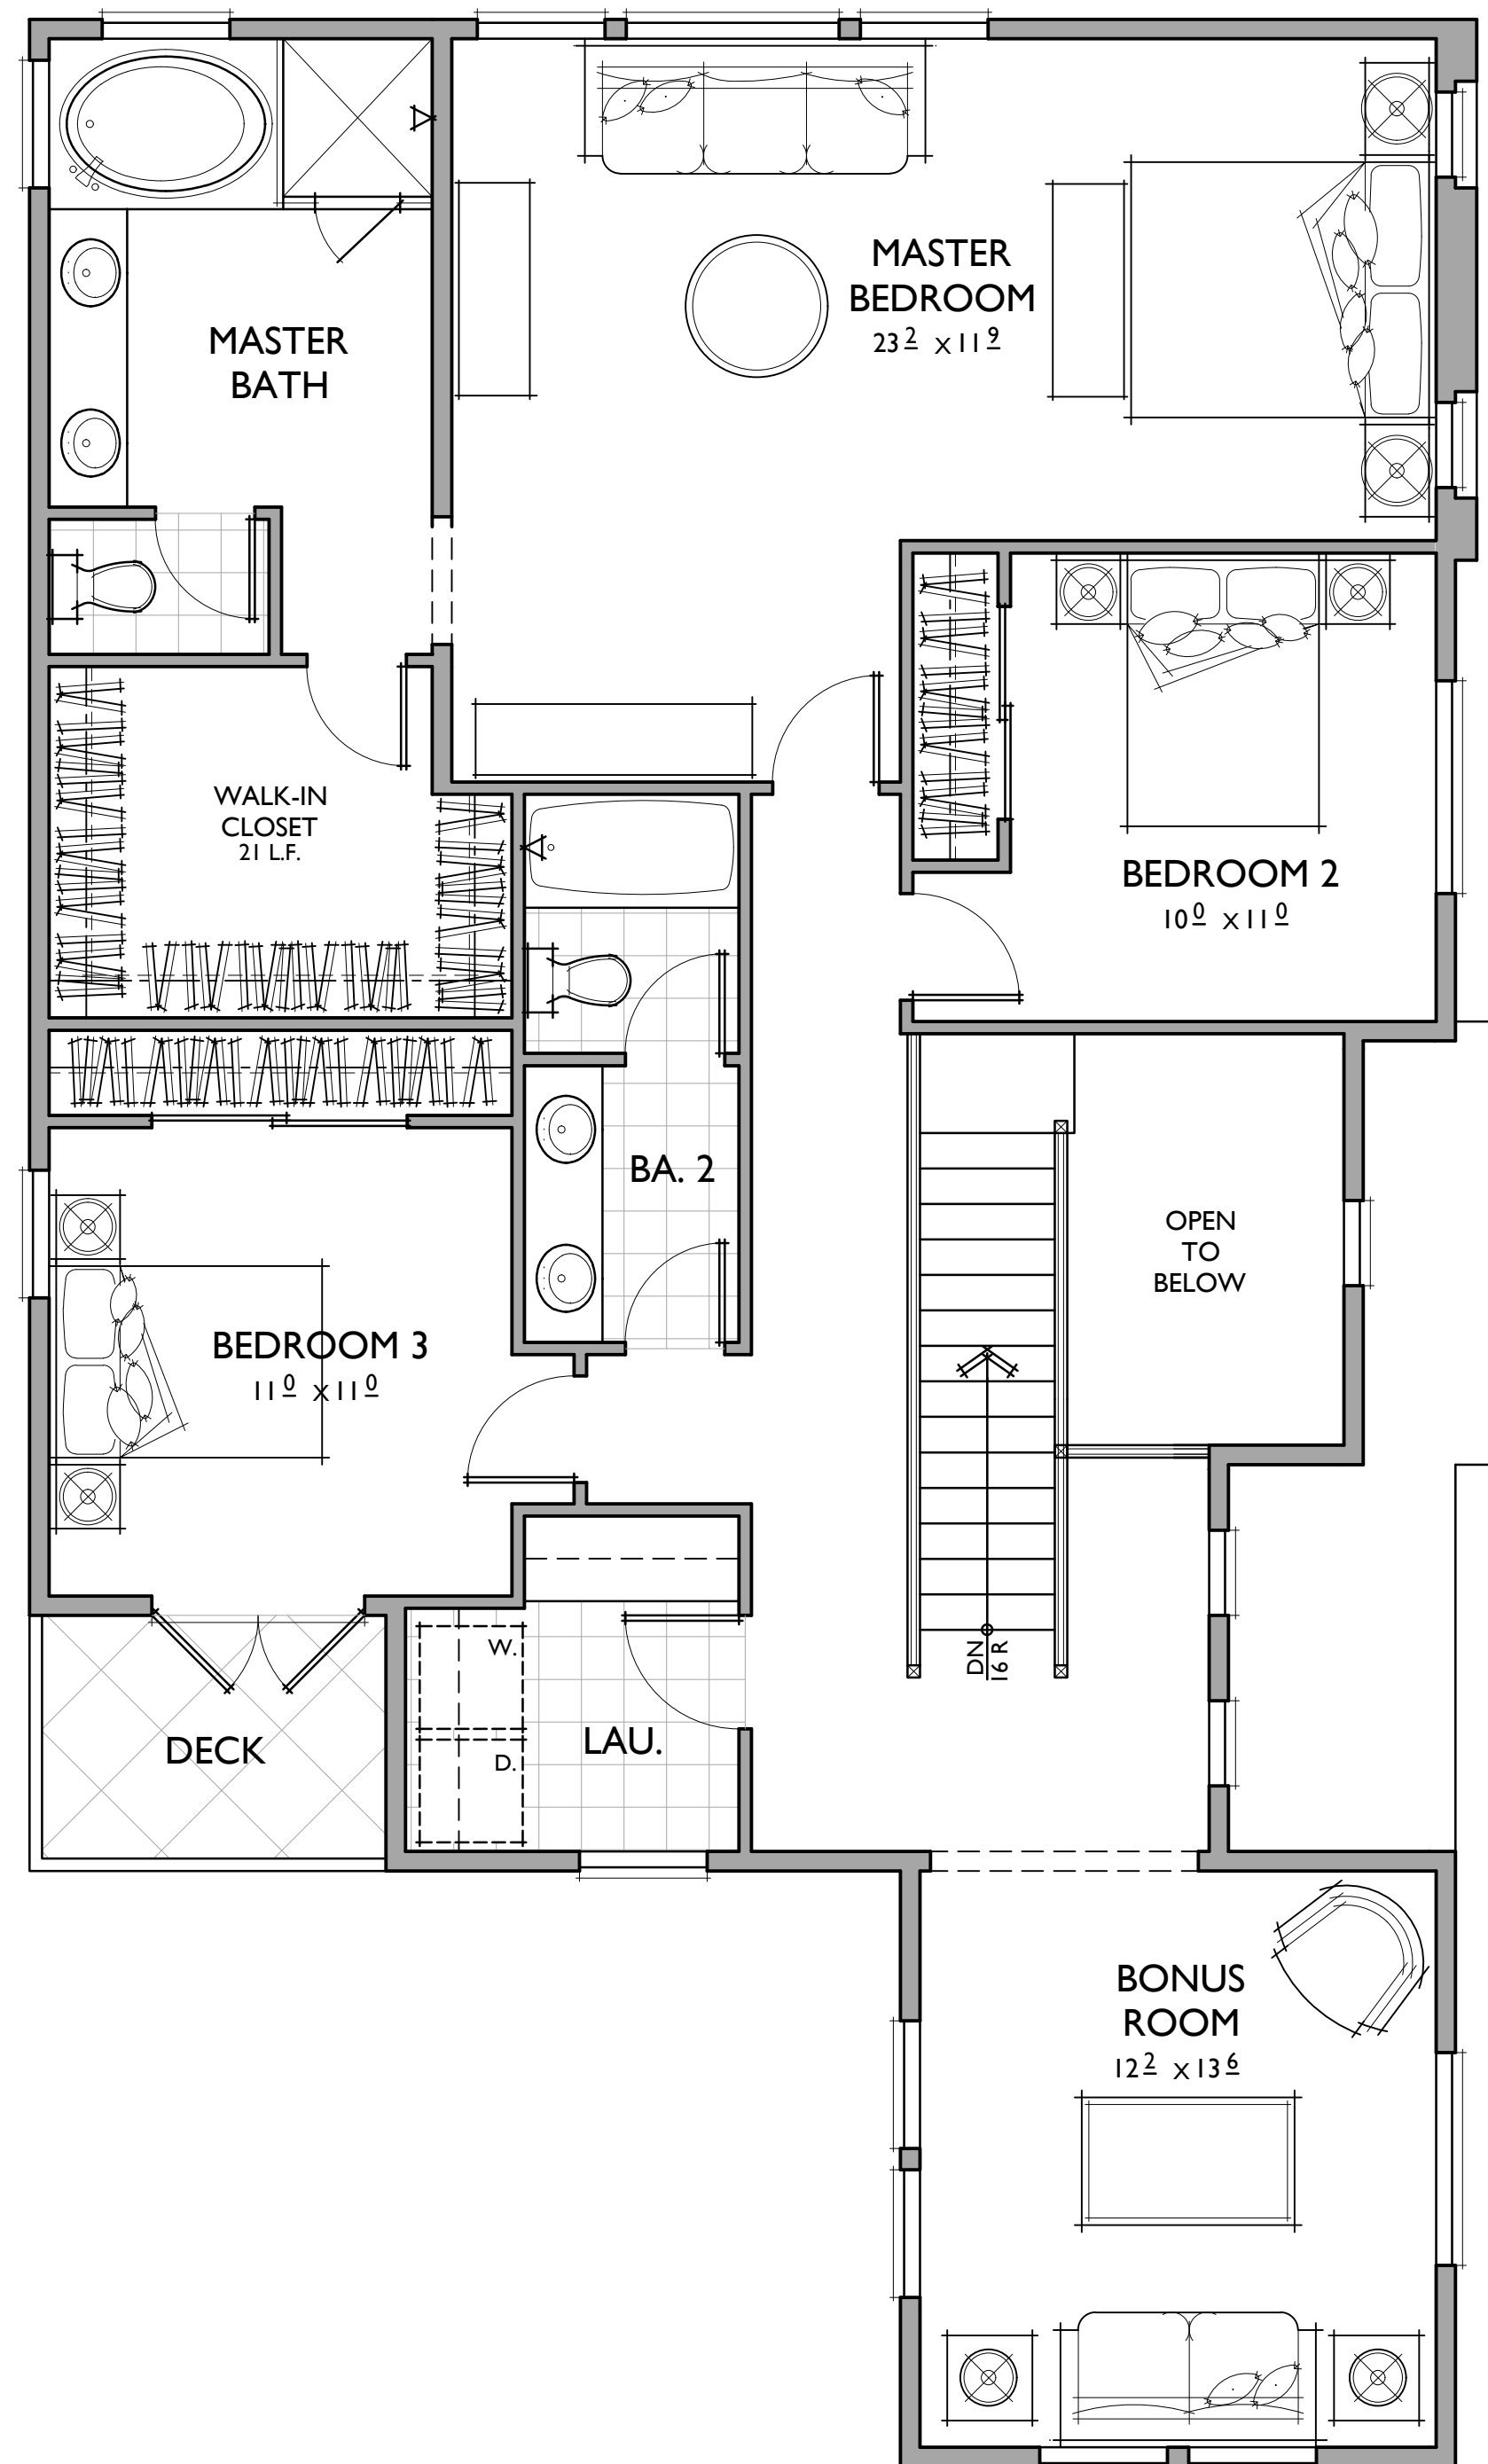 MASTER
BEDROOM
23 2 X 11 9
MASTER
BATH
WALK-IN
CLOSET
21 L.F.
BEDROOM 2
10 0 X 11 0
BA. 2
OPEN
TO
BELOW
BEDROOM 3
11 0 X 11 0
DN
16 R
W.
D.
LAU.
DECK
BONUS
ROOM
12 2 X 13 6